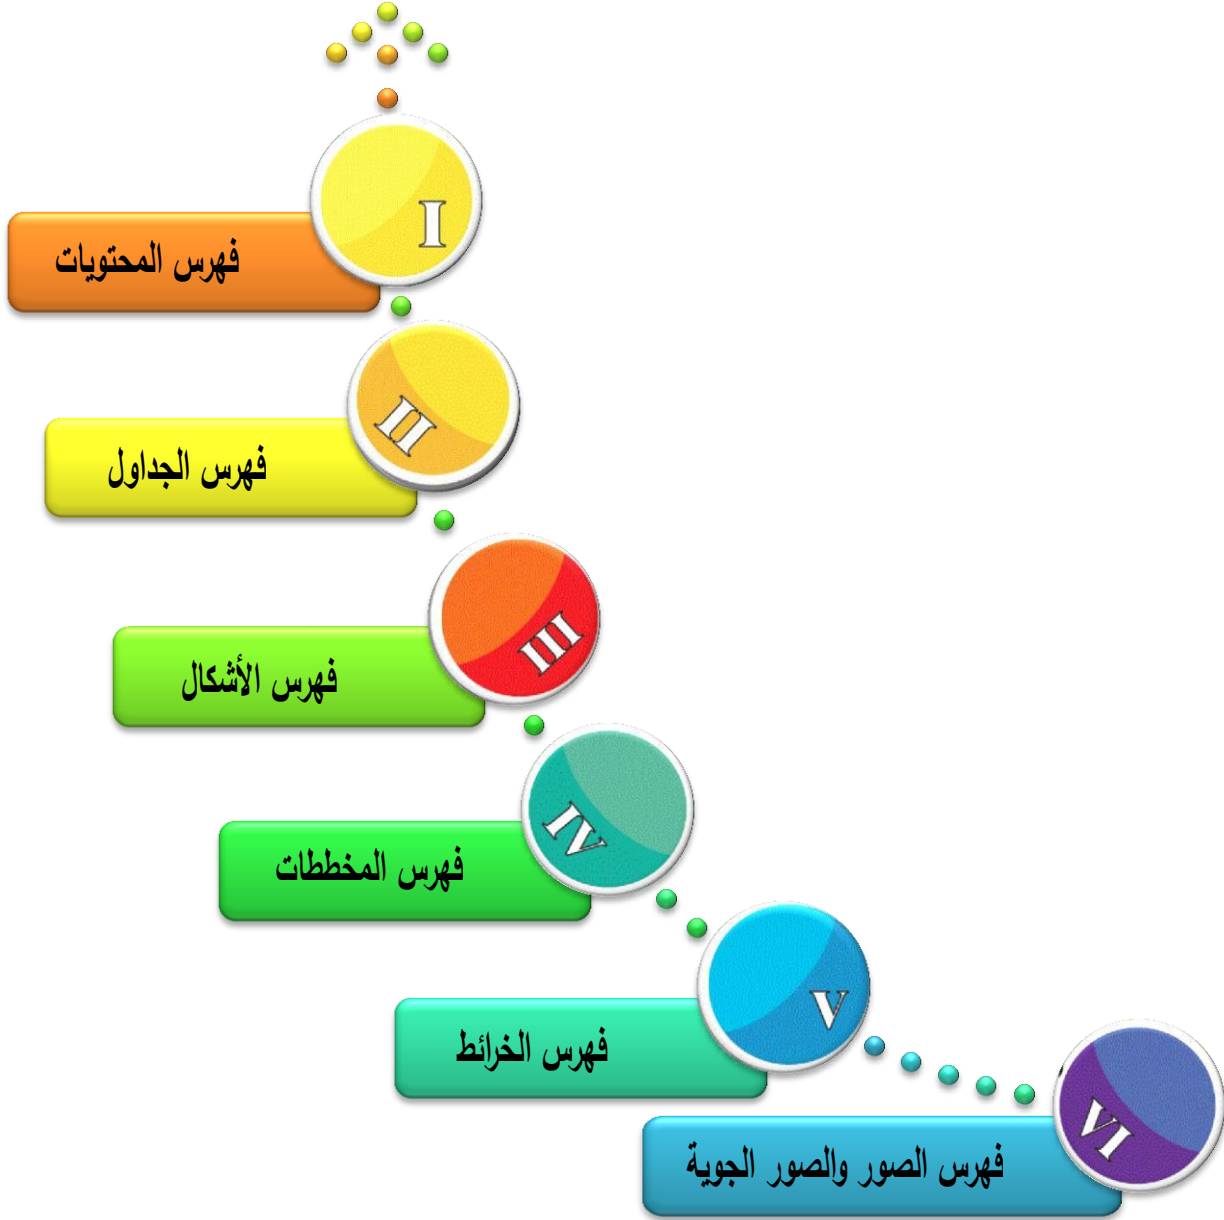 I
فهرس المحتويات
II
فهرس الجداول
III
فهرس الأشكال
IV
فهرس المخططات
V
فهرس الخرائط
VI
فهرس الصور والصور الجوية